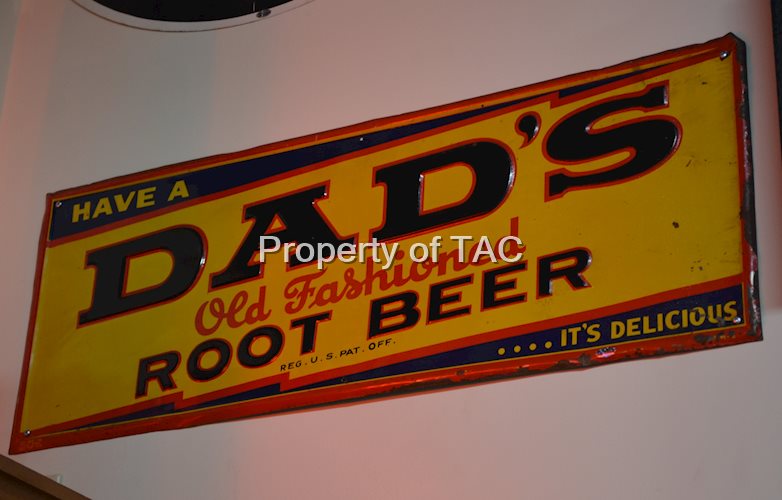 HAVE A
DAD'S
Old Fashioned
ROOT BEER
REG. U.S. PAT. OFF.
....IT'S DELICIOUS
Property of TAC